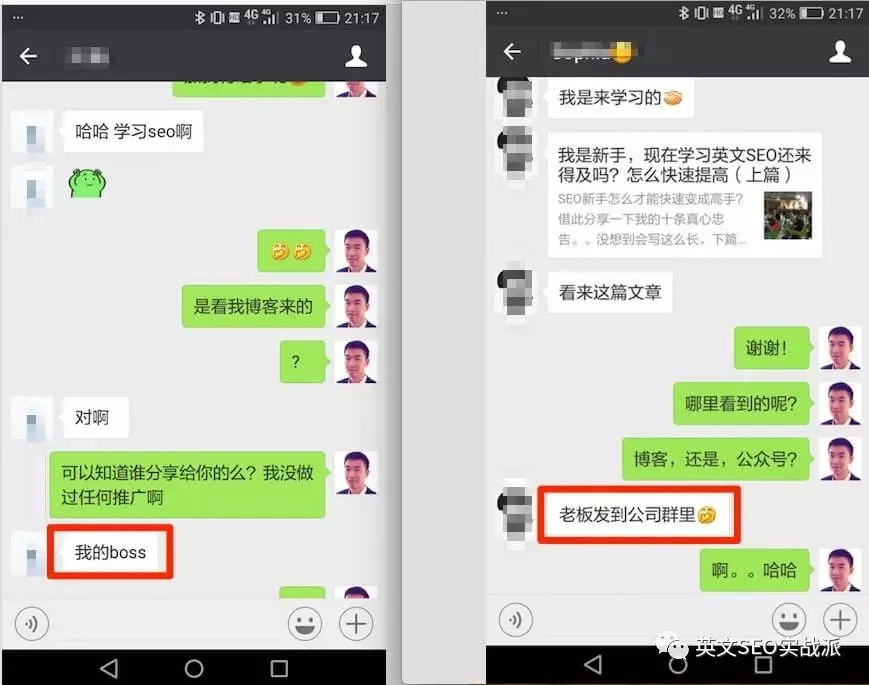 4G 31% 21:17
哈哈 学习seo啊
是看我博客来的
?
对啊
可以知道谁分享给你的么？我没做
过任何推广啊
我的boss
4G 32% 21:17
我是来学习的
我是新手，现在学习英文SEO还来
得及吗？怎么快速提高（上篇）
SEO新手怎么才能快速变成高手？
借此分享一下我的十条真心忠
告。。没想到会写这么长，下篇...
看来这篇文章
谢谢！
哪里看到的呢？
博客，还是，公众号？
老板发到公司群里
啊。。哈哈
英文SEO实战派